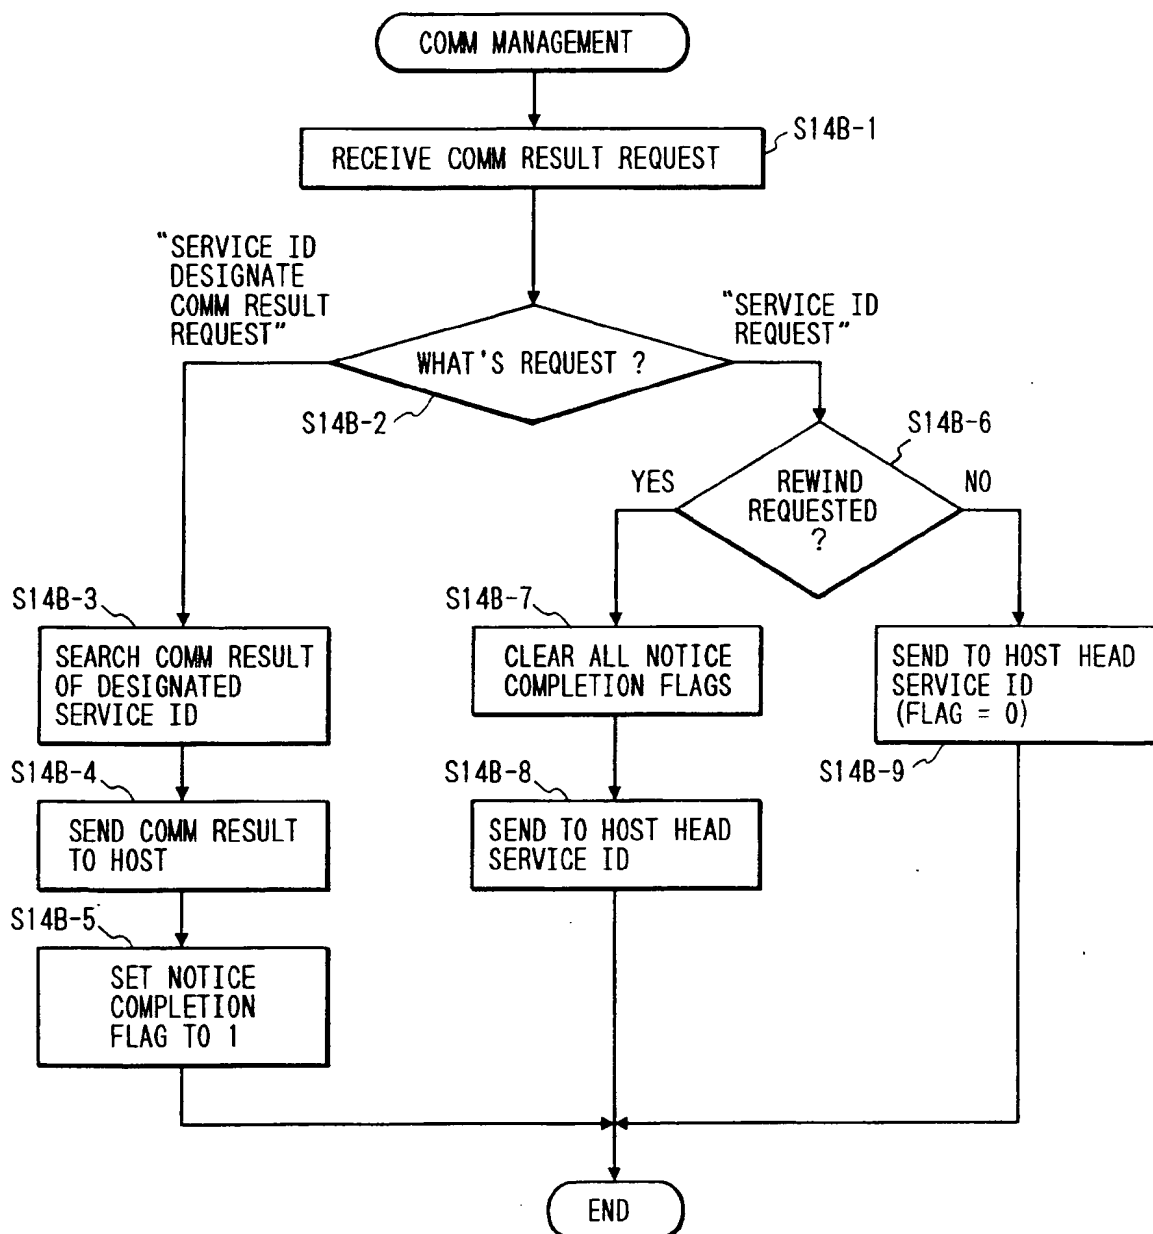 COMM MANAGEMENT
S14B-1
RECEIVE COMM RESULT REQUEST
"SERVICE ID
DESIGNATE
COMM RESULT
REQUEST"
"SERVICE ID
REQUEST"
WHAT'S REQUEST ?
S14B-2
S14B-6
YES
REWIND
REQUESTED
?
NO
S14B-3
SEARCH COMM RESULT
OF DESIGNATED
SERVICE ID
S14B-7
CLEAR ALL NOTICE
COMPLETION FLAGS
SEND TO HOST HEAD
SERVICE ID
(FLAG = 0)
S14B-9
S14B-4
SEND COMM RESULT
TO HOST
S14B-8
SEND TO HOST HEAD
SERVICE ID
S14B-5
SET NOTICE
COMPLETION
FLAG TO 1
END